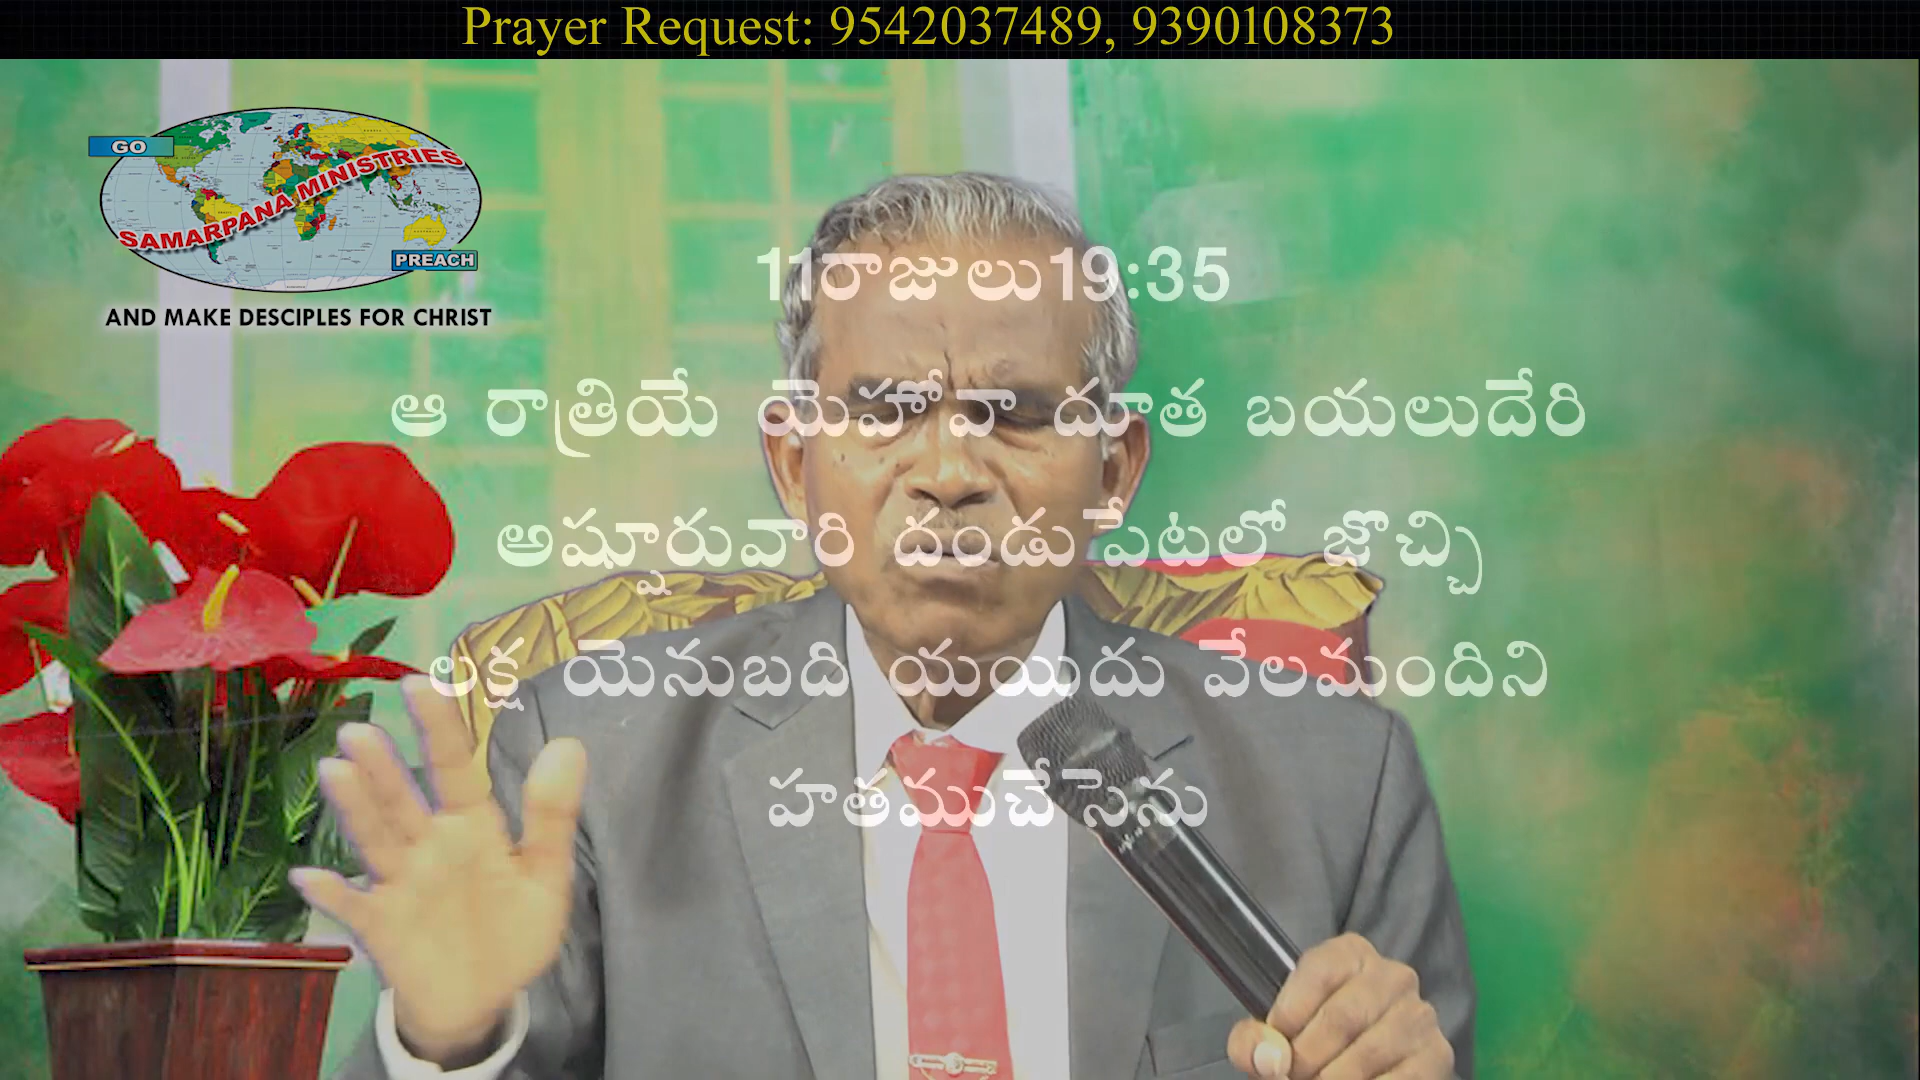 Prayer Request: 9542037489, 9390108373
GO
SAMARPANA MINISTRIES
PREACH
AND MAKE DESCIPLES FOR CHRIST
11రాజులు19:35
ఆ రాత్రియే యెహోవా దూత బయలుదేరి
అష్షూరువారి దండు పేటలో జొచ్చి
లక్ష యెనుబది యయిదు వేలమందిని
హతముచేసెను